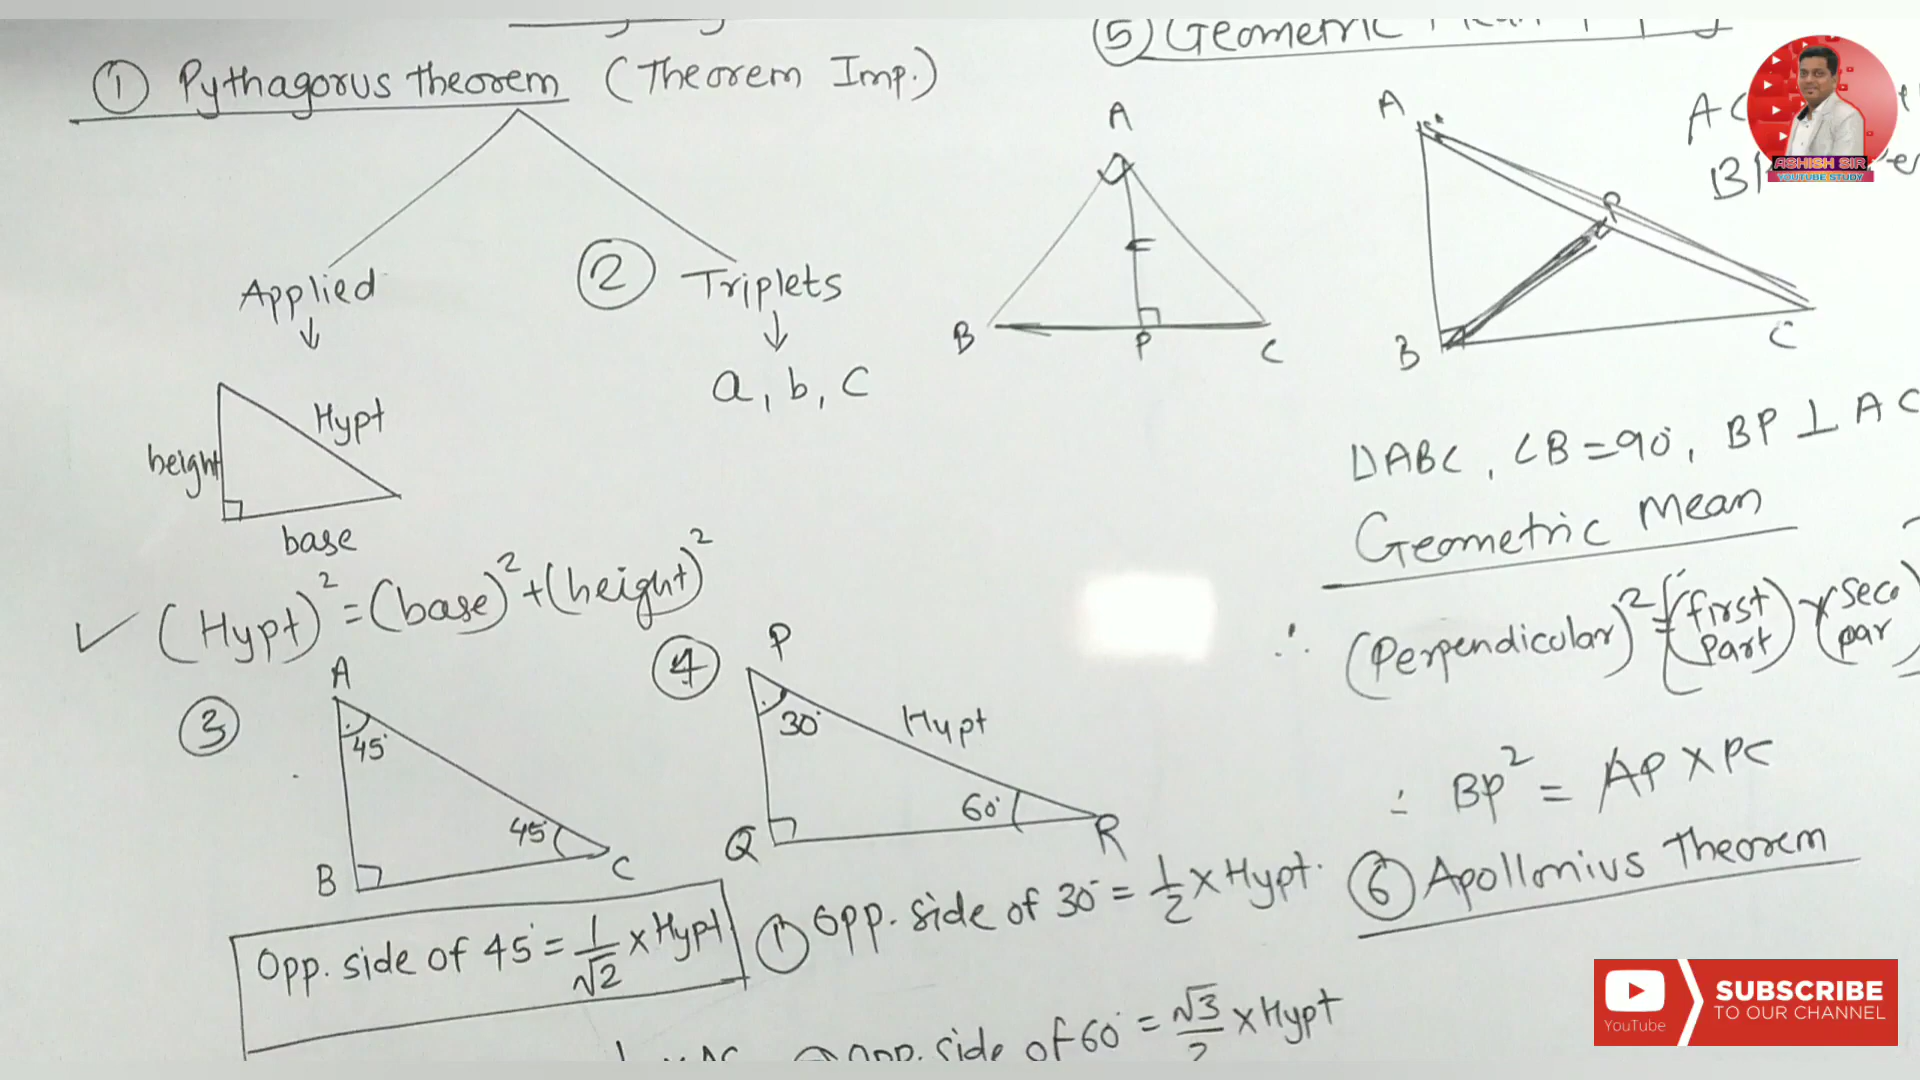 ① Pythagorus theorem (Theorem Imp.)
Applied
② Triplets
a, b, c
height
Hypt
base
✓ (Hypt)² = (base)² + (height)²
③
A
45°
45°
B
C
Opp. side of 45° = 1/√2 × Hypt
④
P
30°
Hypt
60°
Q
R
① Opp. side of 30° = 1/2 × Hypt.
Opp. side of 60° = √3/2 × Hypt
⑤ Geometric
A
B
P
C
A
P
B
C
ΔABC, ∠B = 90°, BP ⊥ AC
Geometric Mean
∴ (Perpendicular)² = (first Part) ×
∴ BP² = AP × PC
⑥ Apollonius Theorem
ASHISH SIR
YOUTUBE STUDY
YouTube
SUBSCRIBE
TO OUR CHANNEL